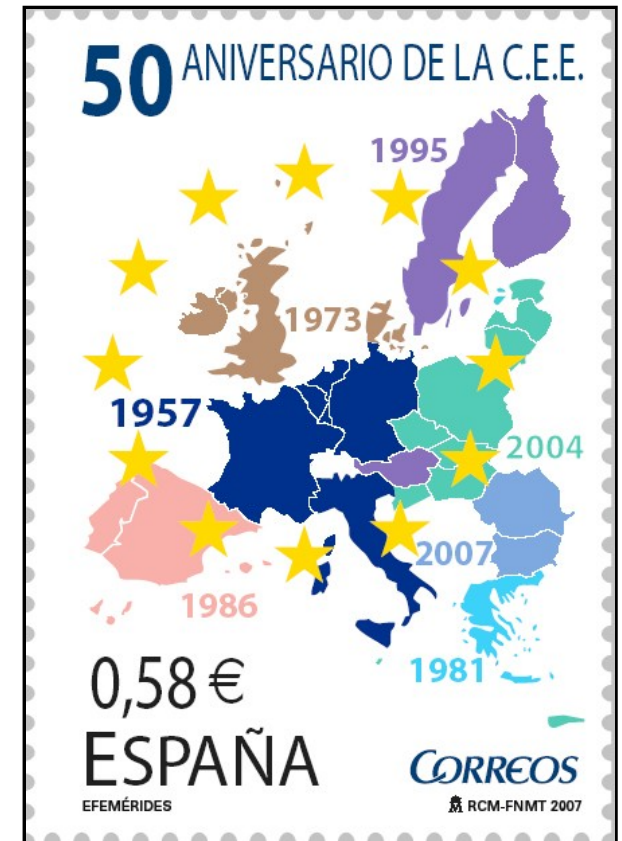 50 ANIVERSARIO DE LA C.E.E.
1995
1973
1957
2004
2007
1986
1981
0,58 €
ESPAÑA
CORREOS
EFEMÉRIDES
RCM-FNMT 2007